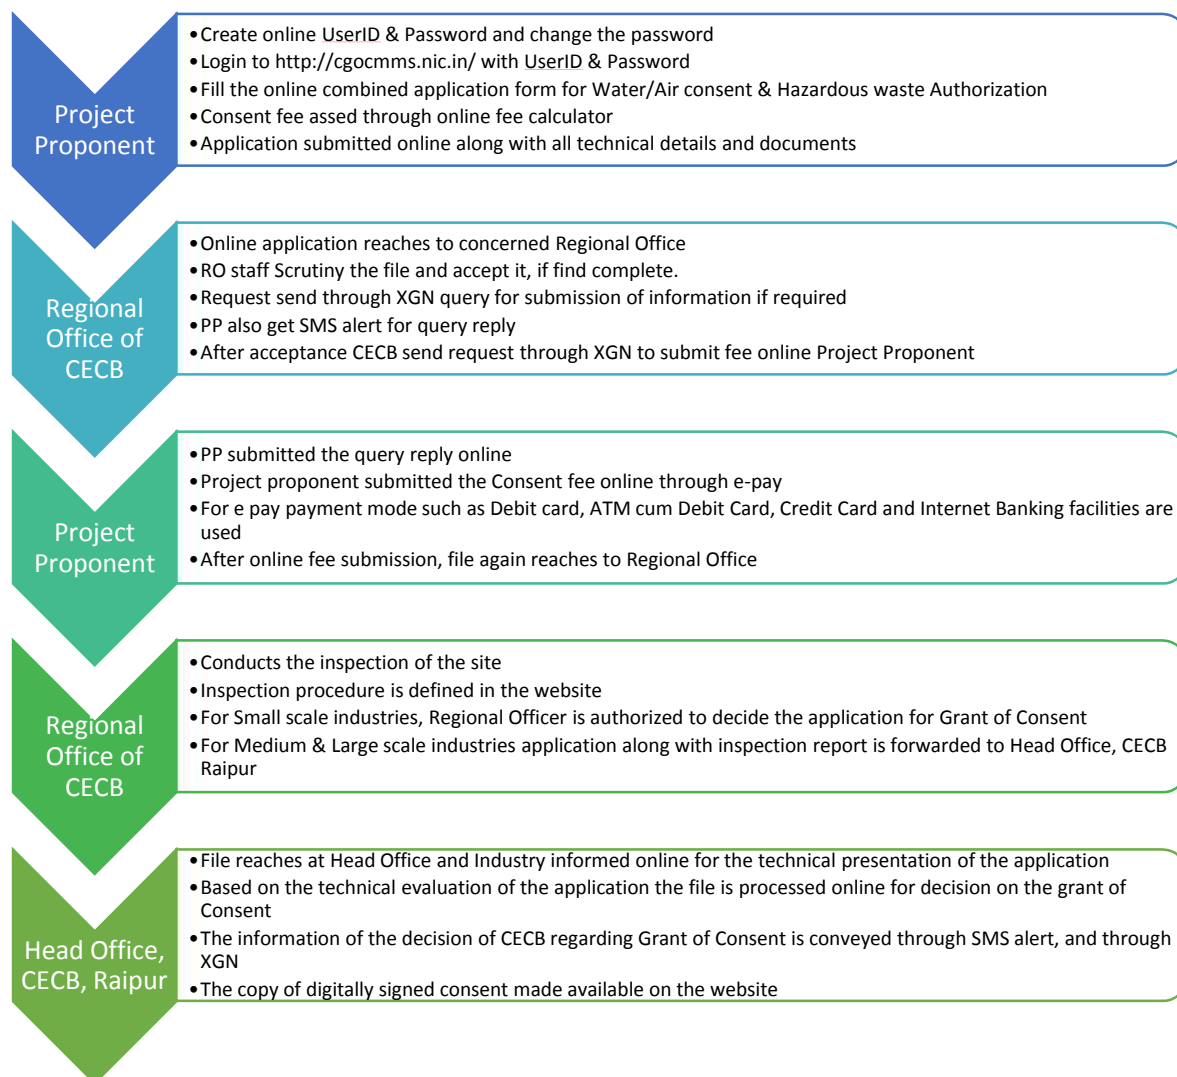 Project
Proponent
•Create online UserID & Password and change the password
•Login to http://cgocmms.nic.in/ with UserID & Password
•Fill the online combined application form for Water/Air consent & Hazardous waste Authorization
•Consent fee assed through online fee calculator
•Application submitted online along with all technical details and documents
Regional
Office of
CECB
•Online application reaches to concerned Regional Office
•RO staff Scrutiny the file and accept it, if find complete.
•Request send through XGN query for submission of information if required
•PP also get SMS alert for query reply
•After acceptance CECB send request through XGN to submit fee online Project Proponent
Project
Proponent
•PP submitted the query reply online
•Project proponent submitted the Consent fee online through e-pay
•For e pay payment mode such as Debit card, ATM cum Debit Card, Credit Card and Internet Banking facilities are
used
•After online fee submission, file again reaches to Regional Office
Regional
Office of
CECB
•Conducts the inspection of the site
•Inspection procedure is defined in the website
•For Small scale industries, Regional Officer is authorized to decide the application for Grant of Consent
•For Medium & Large scale industries application along with inspection report is forwarded to Head Office, CECB
Raipur
Head Office,
CECB, Raipur
•File reaches at Head Office and Industry informed online for the technical presentation of the application
•Based on the technical evaluation of the application the file is processed online for decision on the grant of
Consent
•The information of the decision of CECB regarding Grant of Consent is conveyed through SMS alert, and through
XGN
•The copy of digitally signed consent made available on the website